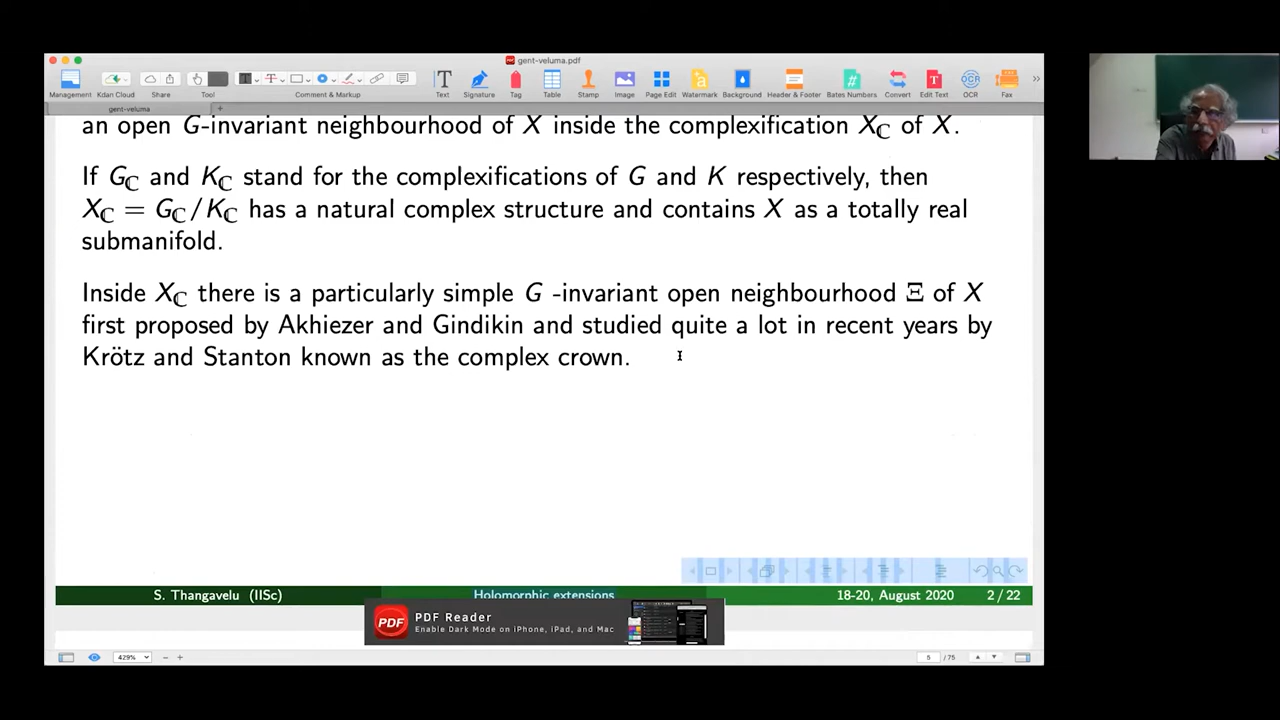 gent-veluma.pdf
Management Kdan Cloud Share Tool Comment & Markup Text Signature Tag Table Stamp Image Page Edit Watermark Background Header & Footer Bates Numbers Convert Edit Text OCR Fax
gent-veluma
an open G-invariant neighbourhood of X inside the complexification X_ℂ of X.
If G_ℂ and K_ℂ stand for the complexifications of G and K respectively, then
X_ℂ = G_ℂ/K_ℂ has a natural complex structure and contains X as a totally real
submanifold.
Inside X_ℂ there is a particularly simple G -invariant open neighbourhood Ξ of X
first proposed by Akhiezer and Gindikin and studied quite a lot in recent years by
Krötz and Stanton known as the complex crown.
S. Thangavelu (IISc) Holomorphic extensions 18-20, August 2020 2 / 22
PDF PDF Reader
Enable Dark Mode on iPhone, iPad, and Mac
429% 5 / 75